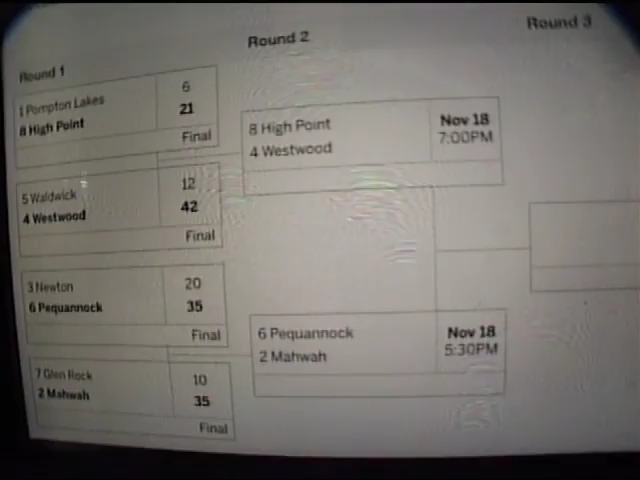 Round 1
Round 2
Round 3
1 Pompton Lakes 6
8 High Point 21
Final
5 Waldwick 12
4 Westwood 42
Final
3 Newton 20
6 Pequannock 35
Final
7 Glen Rock 10
2 Mahwah 35
Final
8 High Point
4 Westwood
Nov 18
7:00PM
6 Pequannock
2 Mahwah
Nov 18
5:30PM